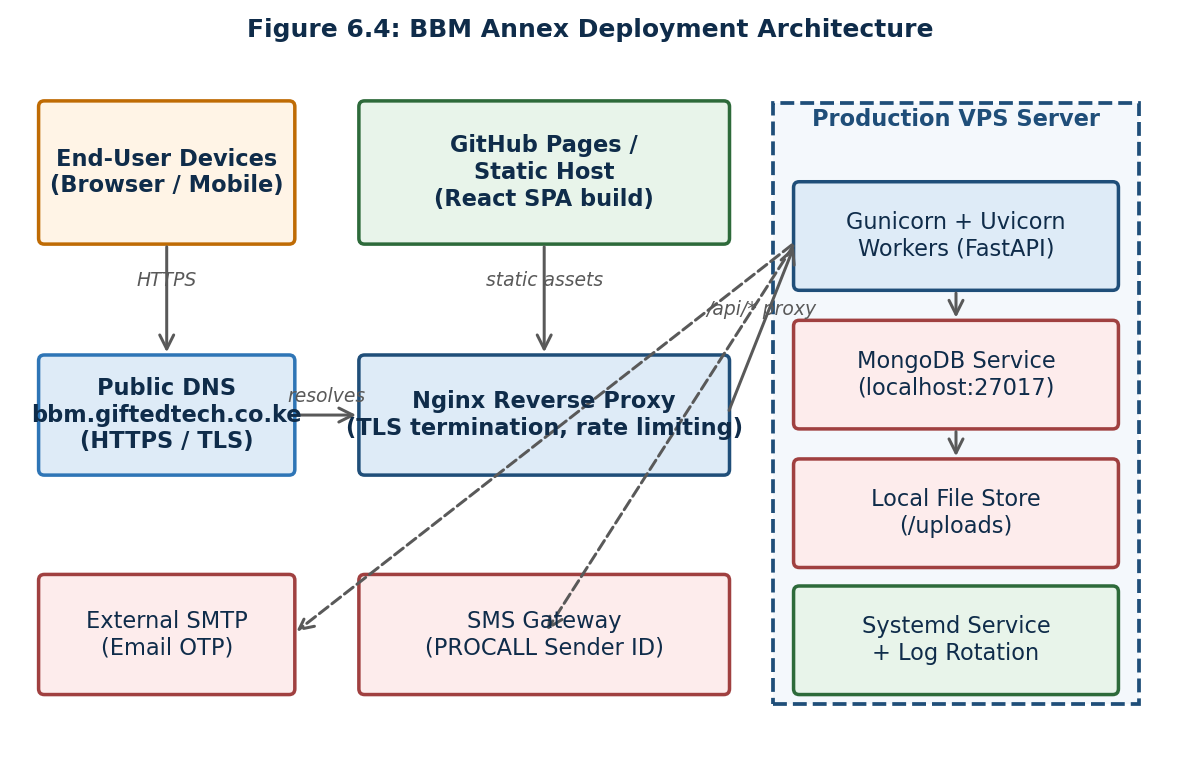 Figure 6.4: BBM Annex Deployment Architecture
End-User Devices
(Browser / Mobile)
GitHub Pages /
Static Host
(React SPA build)
Production VPS Server
Gunicorn + Uvicorn
Workers (FastAPI)
HTTPS
static assets
/api/* proxy
MongoDB Service
(localhost:27017)
Public DNS
bbm.giftedtech.co.ke
(HTTPS / TLS)
resolves
Nginx Reverse Proxy
(TLS termination, rate limiting)
Local File Store
(/uploads)
External SMTP
(Email OTP)
SMS Gateway
(PROCALL Sender ID)
Systemd Service
+ Log Rotation